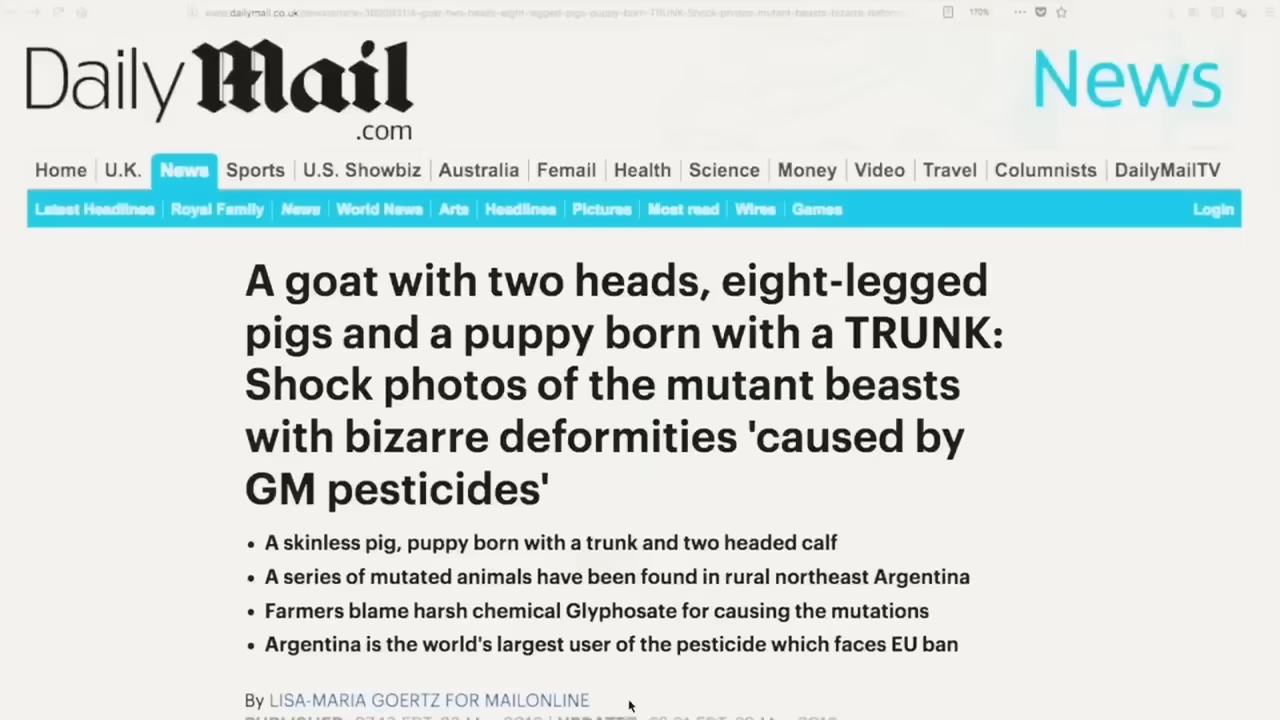 www.dailymail.co.uk
170%
Daily Mail
.com
News
Home U.K. News Sports U.S. Showbiz Australia Femail Health Science Money Video Travel Columnists DailyMailTV
Latest Headlines Royal Family News World News Arts Headlines Pictures Most read Wires Games Login
A goat with two heads, eight-legged
pigs and a puppy born with a TRUNK:
Shock photos of the mutant beasts
with bizarre deformities 'caused by
GM pesticides'
• A skinless pig, puppy born with a trunk and two headed calf
• A series of mutated animals have been found in rural northeast Argentina
• Farmers blame harsh chemical Glyphosate for causing the mutations
• Argentina is the world's largest user of the pesticide which faces EU ban
By LISA-MARIA GOERTZ FOR MAILONLINE